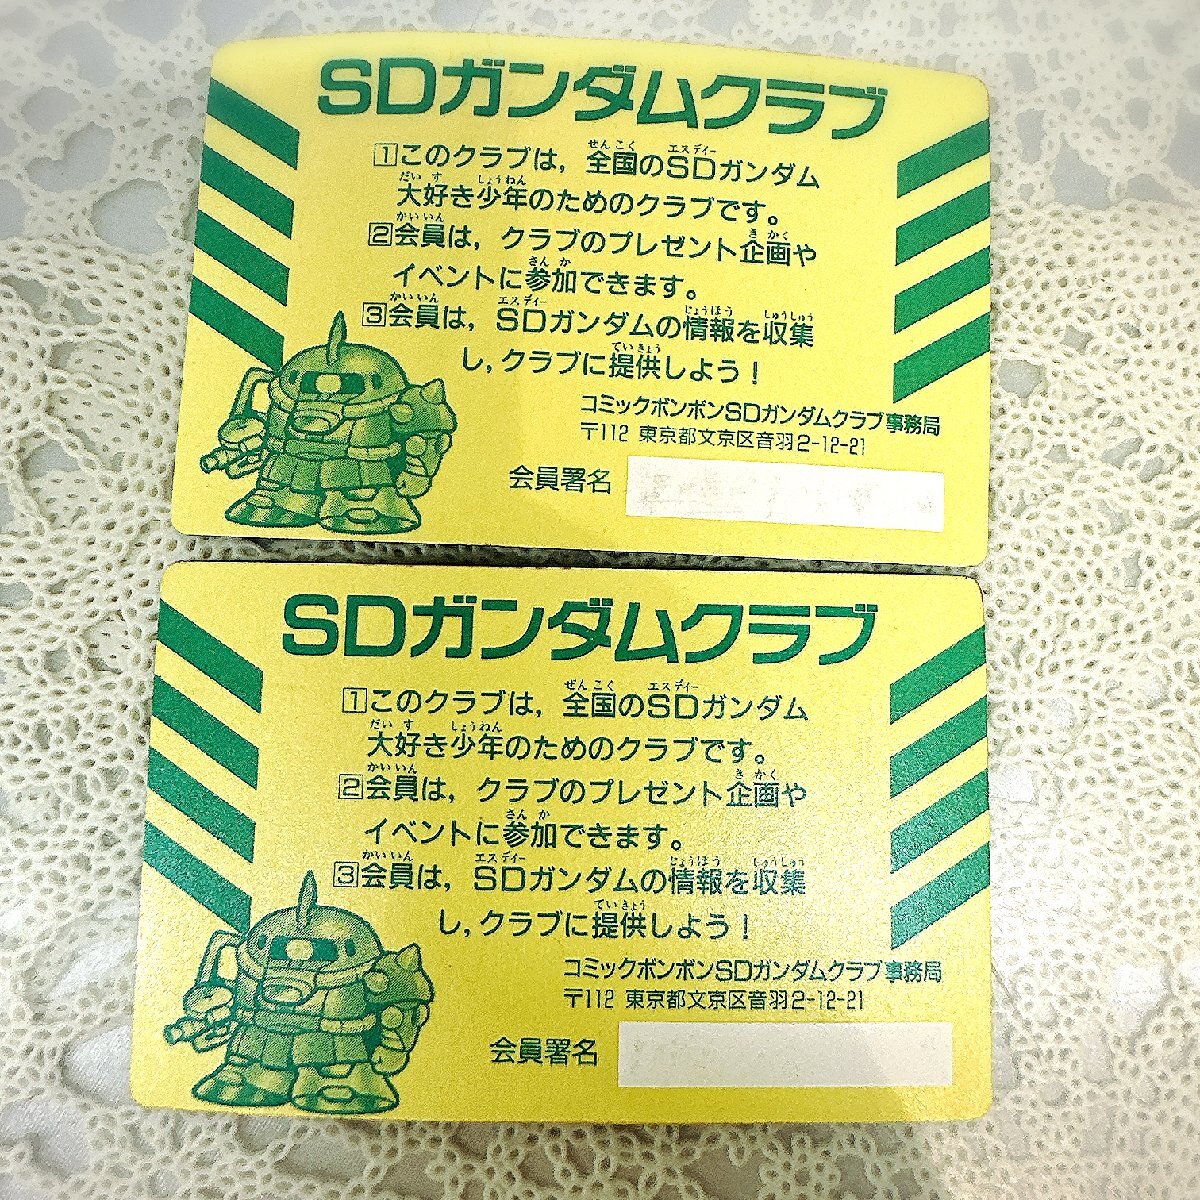 SDガンダムクラブ
1このクラブは，全国のSDガンダム
大好き少年のためのクラブです。
2会員は，クラブのプレゼント企画や
イベントに参加できます。
3会員は，SDガンダムの情報を収集
し，クラブに提供しよう！
コミックボンボンSDガンダムクラブ事務局
〒112 東京都文京区音羽2-12-21
会員署名
SDガンダムクラブ
1このクラブは，全国のSDガンダム
大好き少年のためのクラブです。
2会員は，クラブのプレゼント企画や
イベントに参加できます。
3会員は，SDガンダムの情報を収集
し，クラブに提供しよう！
コミックボンボンSDガンダムクラブ事務局
〒112 東京都文京区音羽2-12-21
会員署名